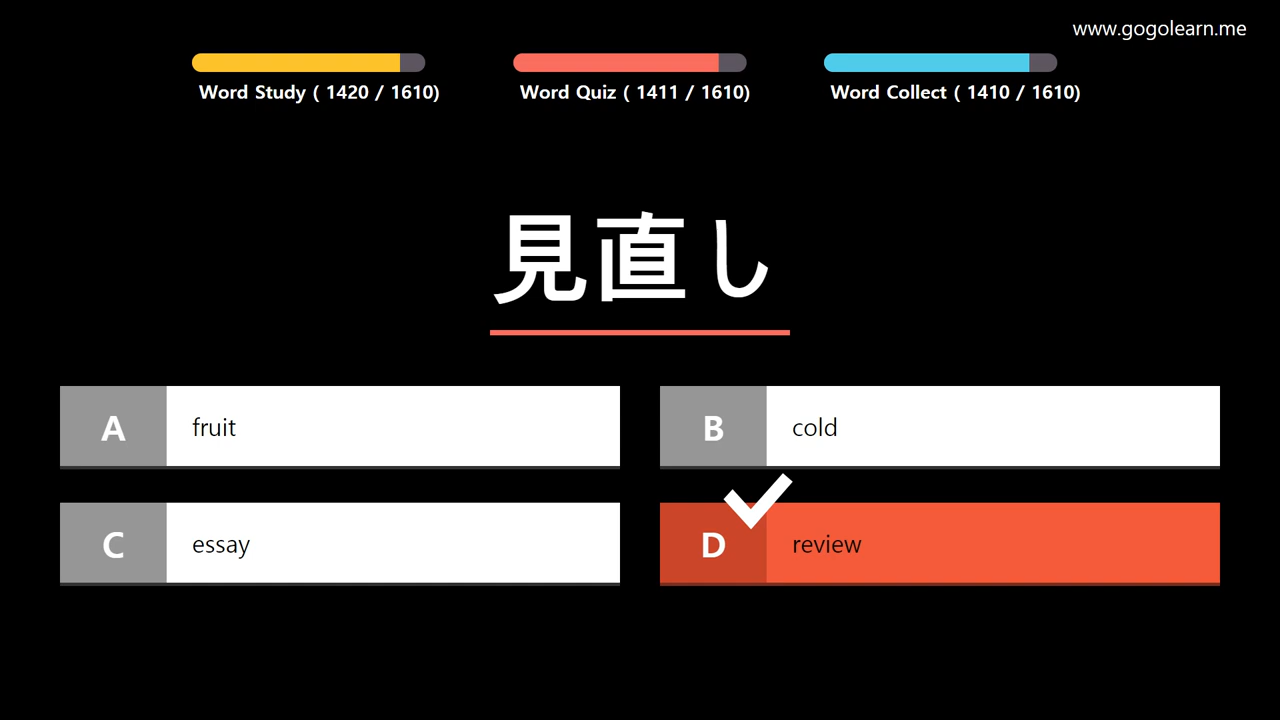 www.gogolearn.me
Word Study ( 1420 / 1610)
Word Quiz ( 1411 / 1610)
Word Collect ( 1410 / 1610)
見直し
A fruit
B cold
C essay
D review